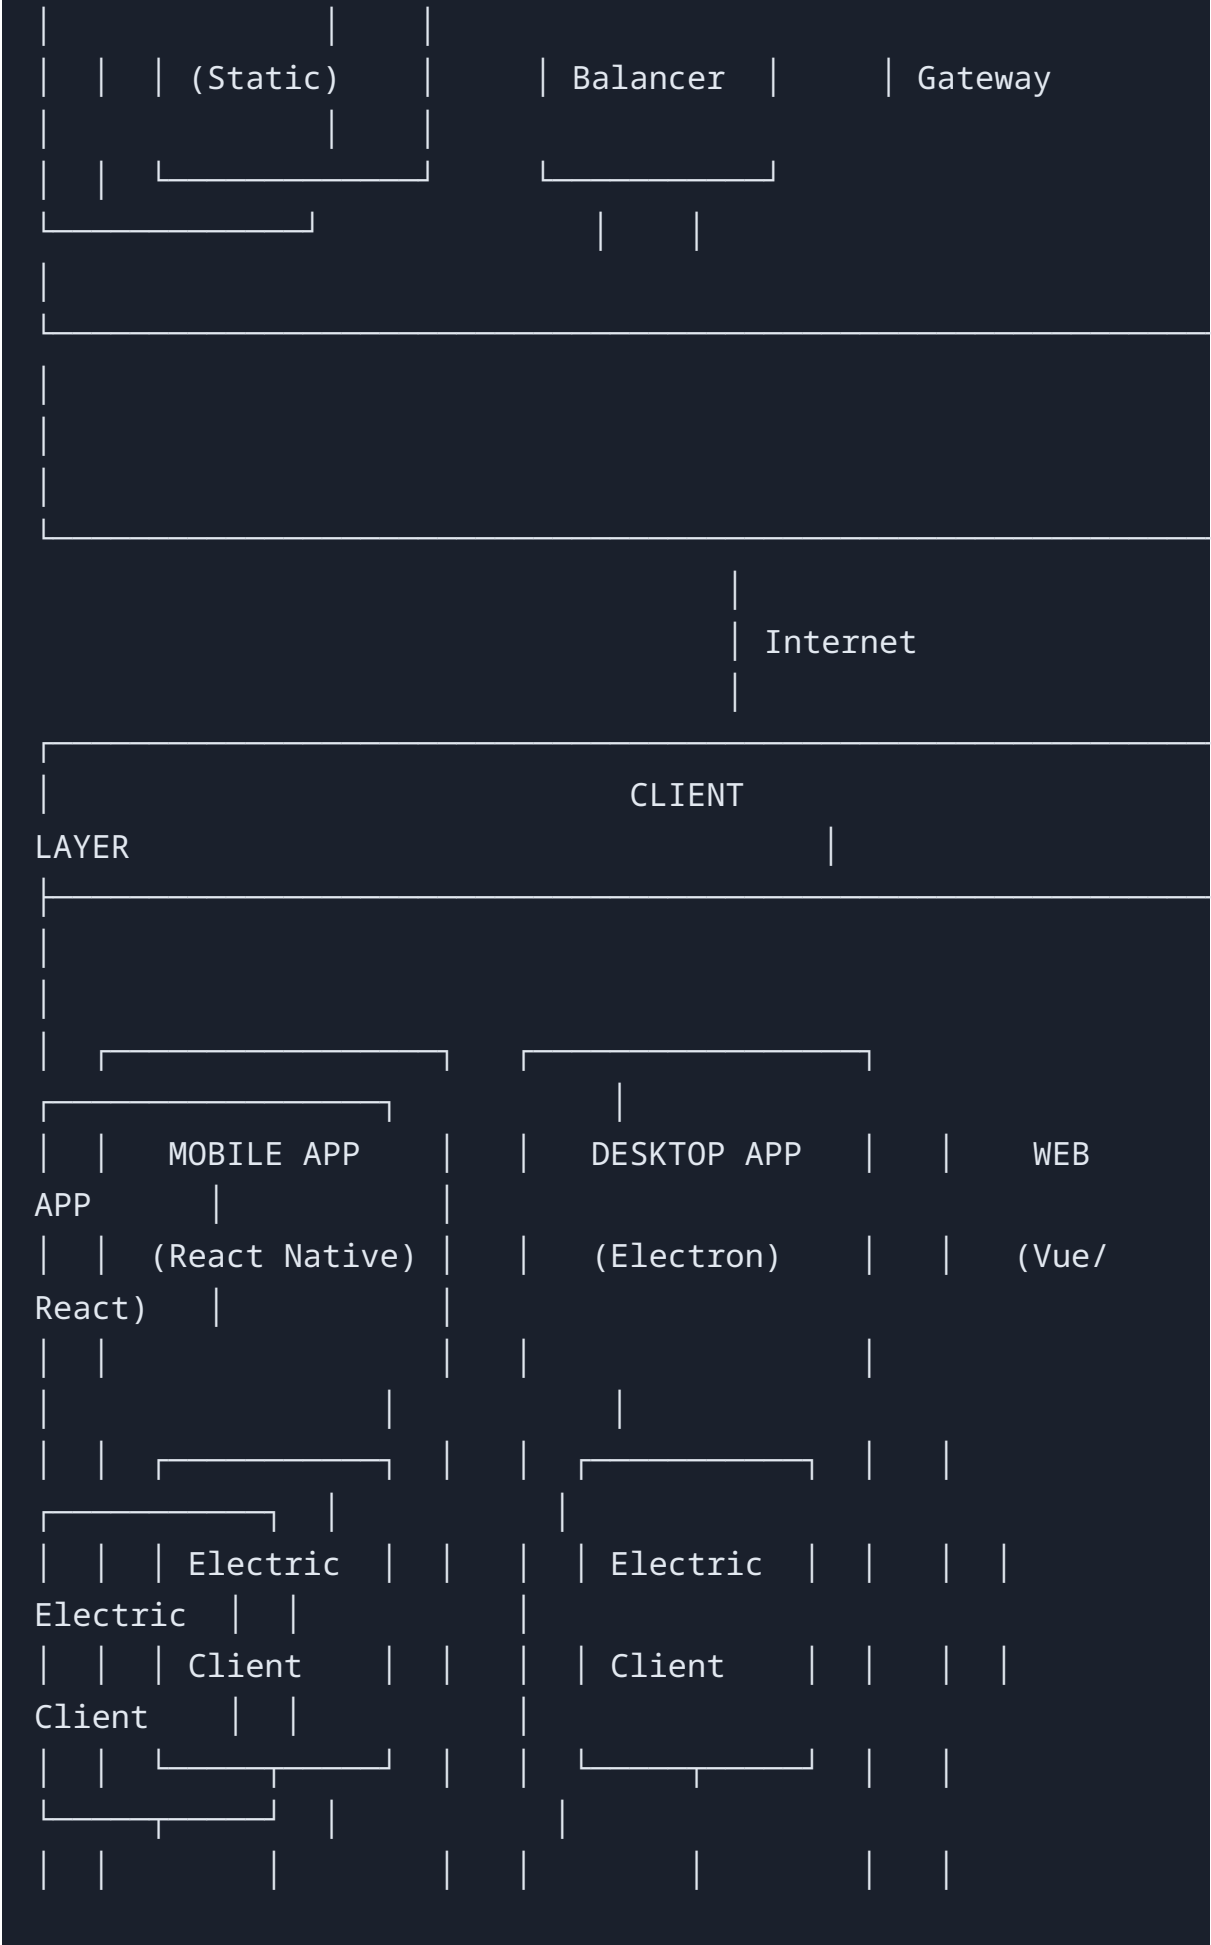 (Static) Balancer Gateway
Internet
CLIENT
LAYER
MOBILE APP DESKTOP APP WEB
APP
(React Native) (Electron) (Vue/
React)
Electric Electric
Electric
Client Client
Client